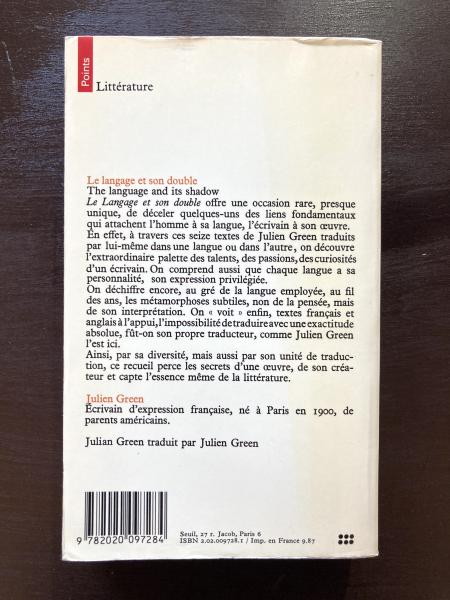 Points
Littérature
Le langage et son double
The language and its shadow
Le Langage et son double offre une occasion rare, presque
unique, de déceler quelques-uns des liens fondamentaux
qui attachent l'homme à sa langue, l'écrivain à son œuvre.
En effet, à travers ces seize textes de Julien Green traduits
par lui-même dans une langue ou dans l'autre, on découvre
l'extraordinaire palette des talents, des passions, des curiosités
d'un écrivain. On comprend aussi que chaque langue a sa
personnalité, son expression privilégiée.
On déchiffre encore, au gré de la langue employée, au fil
des ans, les métamorphoses subtiles, non de la pensée, mais
de son interprétation. On « voit » enfin, textes français et
anglais à l'appui, l'impossibilité de traduire avec une exactitude
absolue, fût-on son propre traducteur, comme Julien Green
l'est ici.
Ainsi, par sa diversité, mais aussi par son unité de traduc-
tion, ce recueil perce les secrets d'une œuvre, de son créa-
teur et capte l'essence même de la littérature.
Julien Green
Écrivain d'expression française, né à Paris en 1900, de
parents américains.
Julian Green traduit par Julien Green
9 782020 097284
Seuil, 27 r. Jacob, Paris 6
ISBN 2.02.009728.1 / Imp. en France 9.87